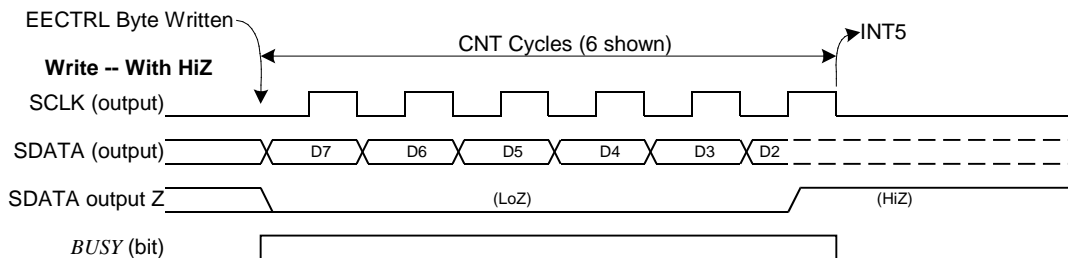 EECTRL Byte Written
CNT Cycles (6 shown)
INT5
Write -- With HiZ
SCLK (output)
SDATA (output) D7 D6 D5 D4 D3 D2
SDATA output Z (LoZ) (HiZ)
BUSY (bit)